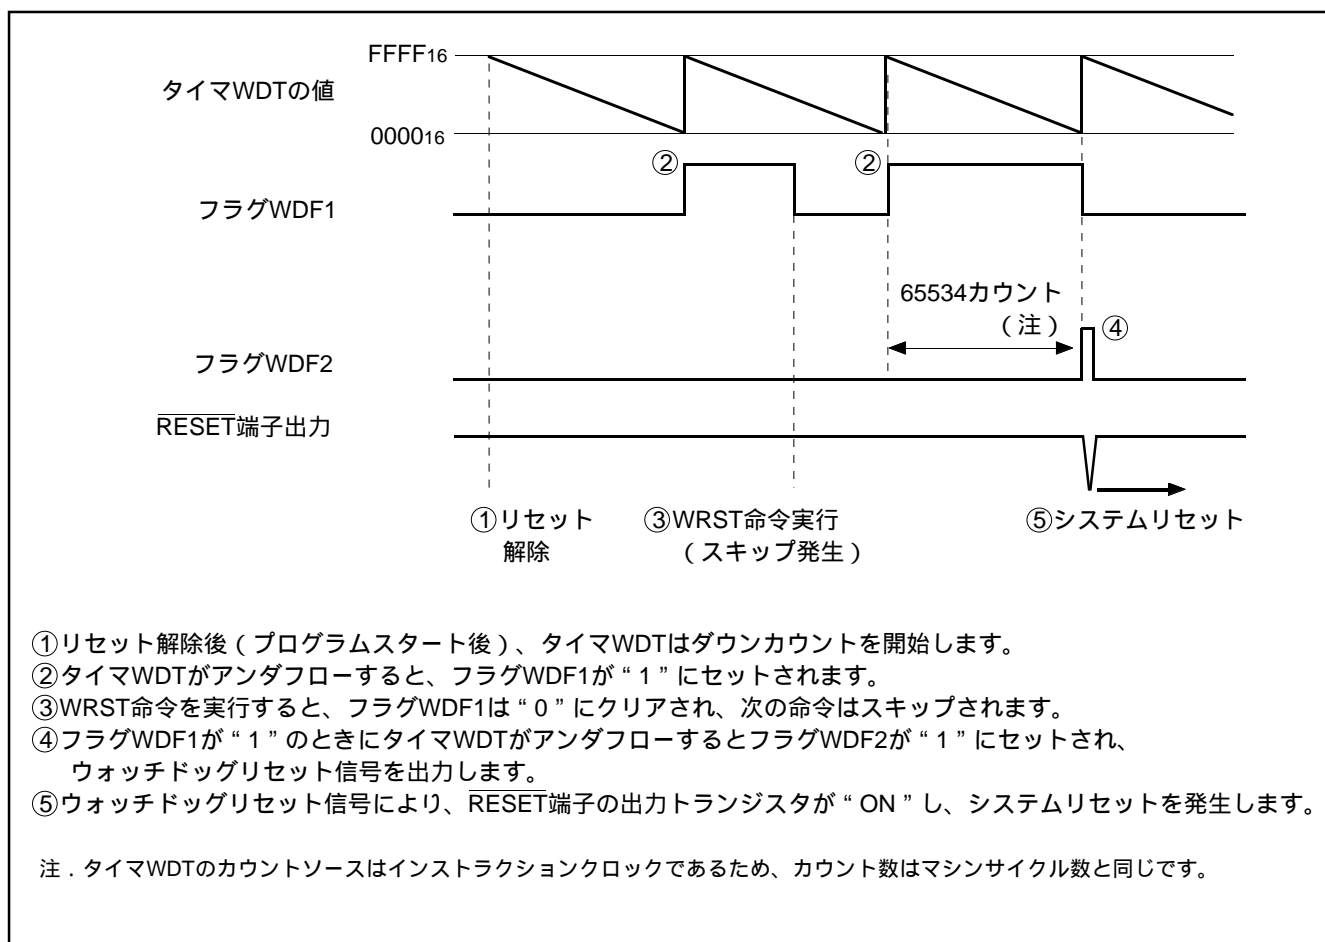 FFFF16
タイマWDTの値
000016
② ②
フラグWDF1
65534カウント
（注）
④
フラグWDF2
RESET端子出力
①リセット
解除
③WRST命令実行
（スキップ発生）
⑤システムリセット
①リセット解除後（プログラムスタート後）、タイマWDTはダウンカウントを開始します。
②タイマWDTがアンダフローすると、フラグWDF1が“1”にセットされます。
③WRST命令を実行すると、フラグWDF1は“0”にクリアされ、次の命令はスキップされます。
④フラグWDF1が“1”のときにタイマWDTがアンダフローするとフラグWDF2が“1”にセットされ、
ウォッチドッグリセット信号を出力します。
⑤ウォッチドッグリセット信号により、RESET端子の出力トランジスタが“ON”し、システムリセットを発生します。
注．タイマWDTのカウントソースはインストラクションクロックであるため、カウント数はマシンサイクル数と同じです。